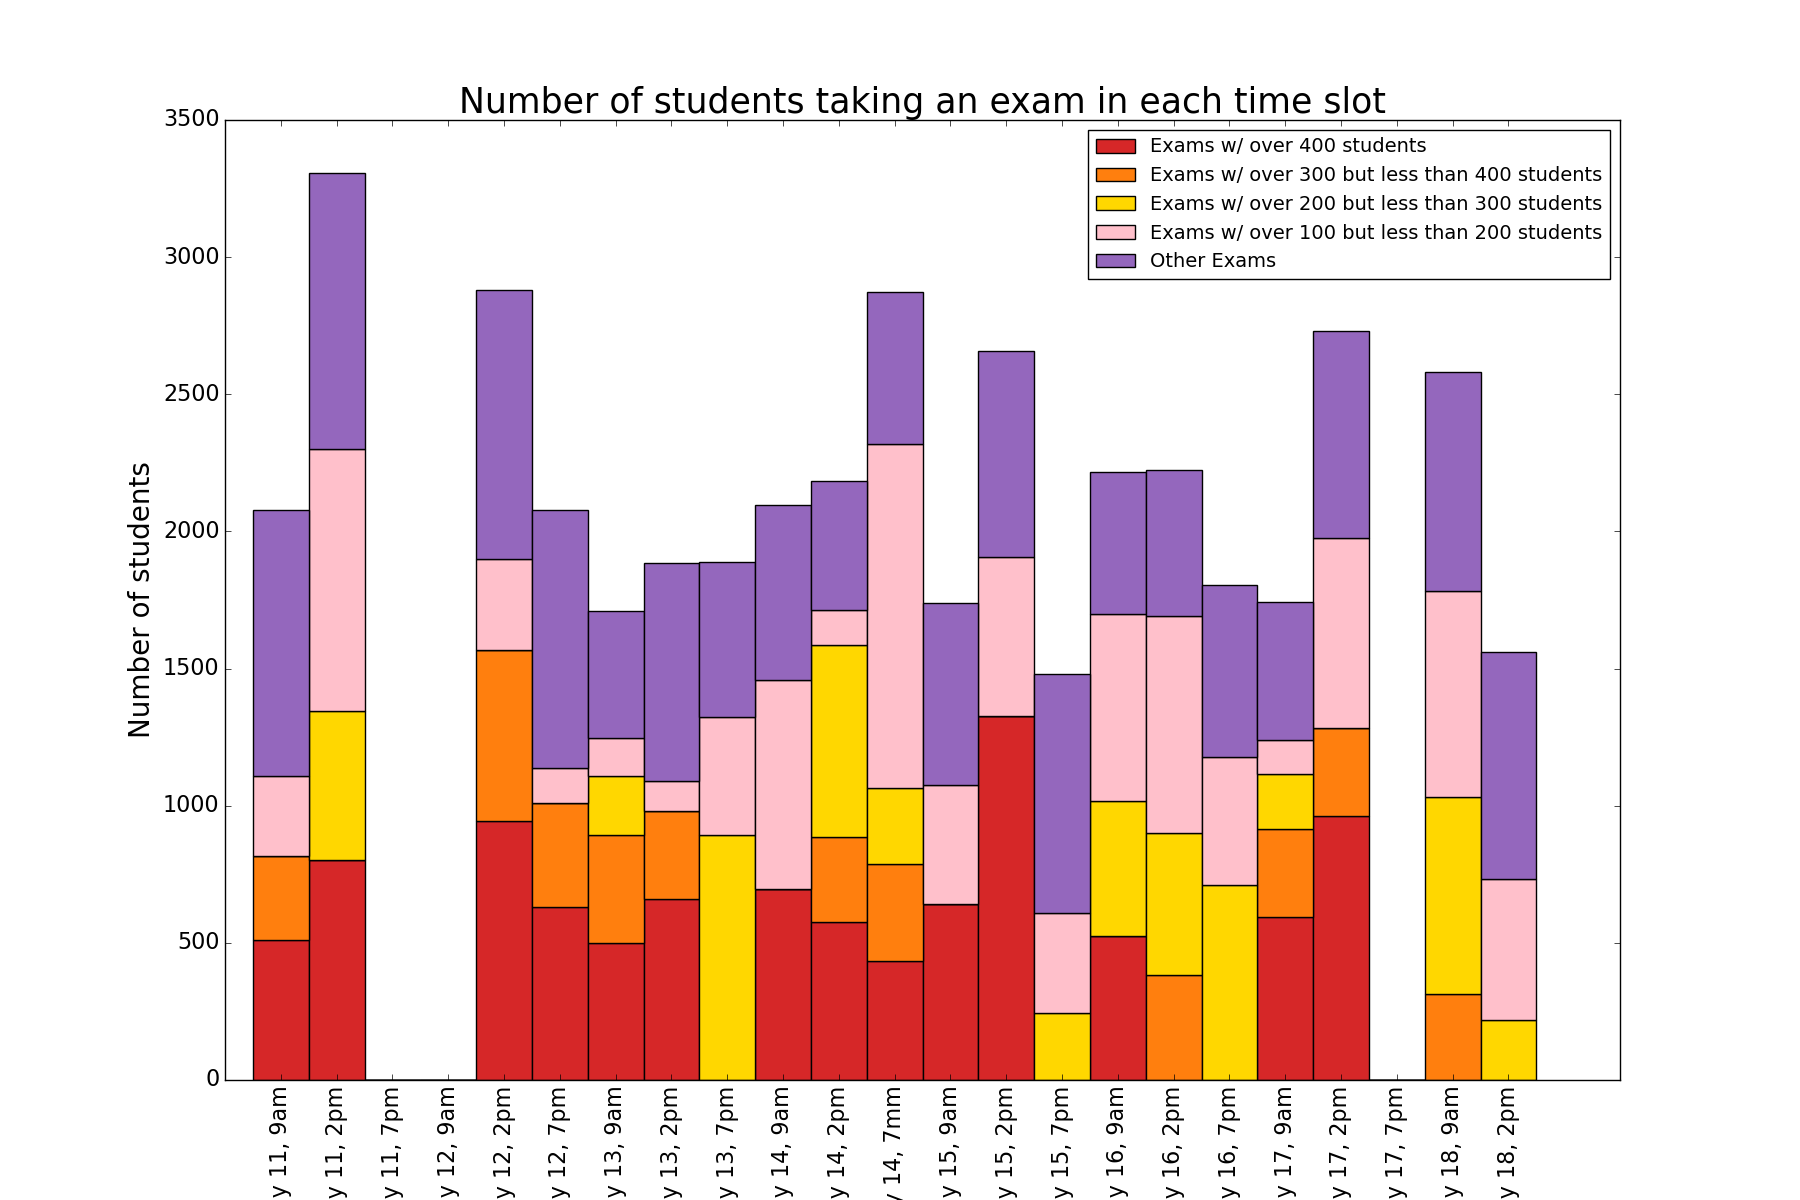 Number of students taking an exam in each time slot
Number of students
3500
3000
2500
2000
1500
1000
500
0
Exams w/ over 400 students
Exams w/ over 300 but less than 400 students
Exams w/ over 200 but less than 300 students
Exams w/ over 100 but less than 200 students
Other Exams
y 11, 9am
y 11, 2pm
y 11, 7pm
y 12, 9am
y 12, 2pm
y 12, 7pm
y 13, 9am
y 13, 2pm
y 13, 7pm
y 14, 9am
y 14, 2pm
y 14, 7mm
y 15, 9am
y 15, 2pm
y 15, 7pm
y 16, 9am
y 16, 2pm
y 16, 7pm
y 17, 9am
y 17, 2pm
y 17, 7pm
y 18, 9am
y 18, 2pm